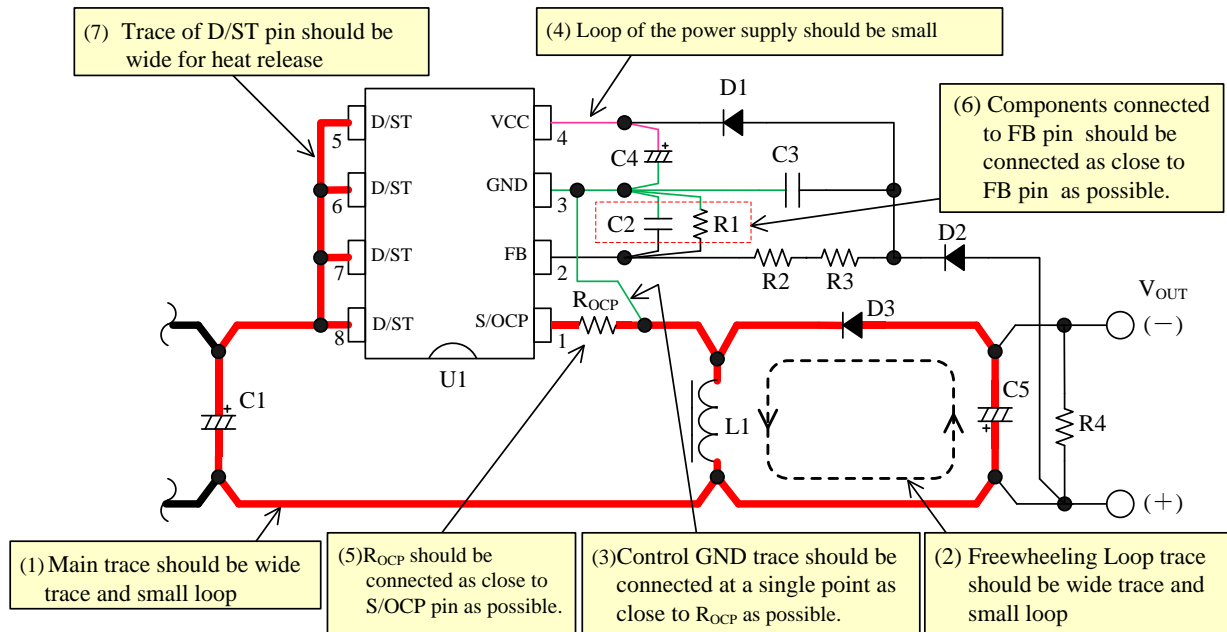 (7) Trace of D/ST pin should be
wide for heat release
(4) Loop of the power supply should be small
(6) Components connected
to FB pin should be
connected as close to
FB pin as possible.
D1
D/ST
VCC
5
4
C4
+
C3
D/ST
GND
6
3
C2
R1
D/ST
FB
7
2
R2
R3
D2
D/ST
S/OCP
8
1
ROCP
D3
VOUT
(−)
U1
C1
+
L1
C5
+
R4
(+)
(1) Main trace should be wide
trace and small loop
(5)ROCP should be
connected as close to
S/OCP pin as possible.
(3)Control GND trace should be
connected at a single point as
close to ROCP as possible.
(2) Freewheeling Loop trace
should be wide trace and
small loop